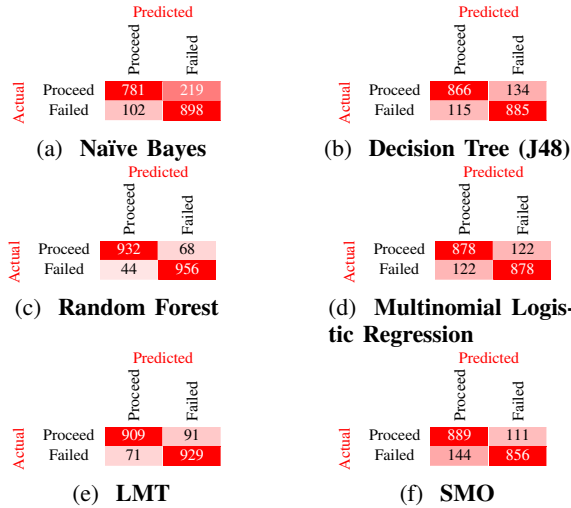 Predicted
Proceed Failed
Actual
Proceed 781 219
Failed 102 898
(a) Naïve Bayes
Predicted
Proceed Failed
Actual
Proceed 866 134
Failed 115 885
(b) Decision Tree (J48)
Predicted
Proceed Failed
Actual
Proceed 932 68
Failed 44 956
(c) Random Forest
Predicted
Proceed Failed
Actual
Proceed 878 122
Failed 122 878
(d) Multinomial Logis-
tic Regression
Predicted
Proceed Failed
Actual
Proceed 909 91
Failed 71 929
(e) LMT
Predicted
Proceed Failed
Actual
Proceed 889 111
Failed 144 856
(f) SMO